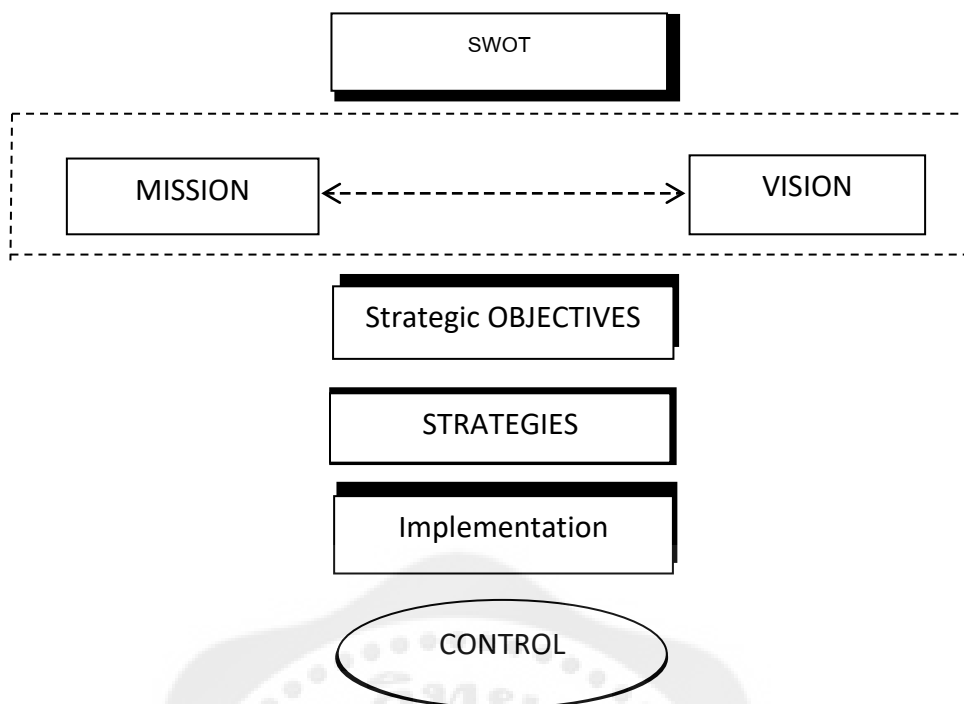 SWOT
MISSION
VISION
Strategic OBJECTIVES
STRATEGIES
Implementation
CONTROL